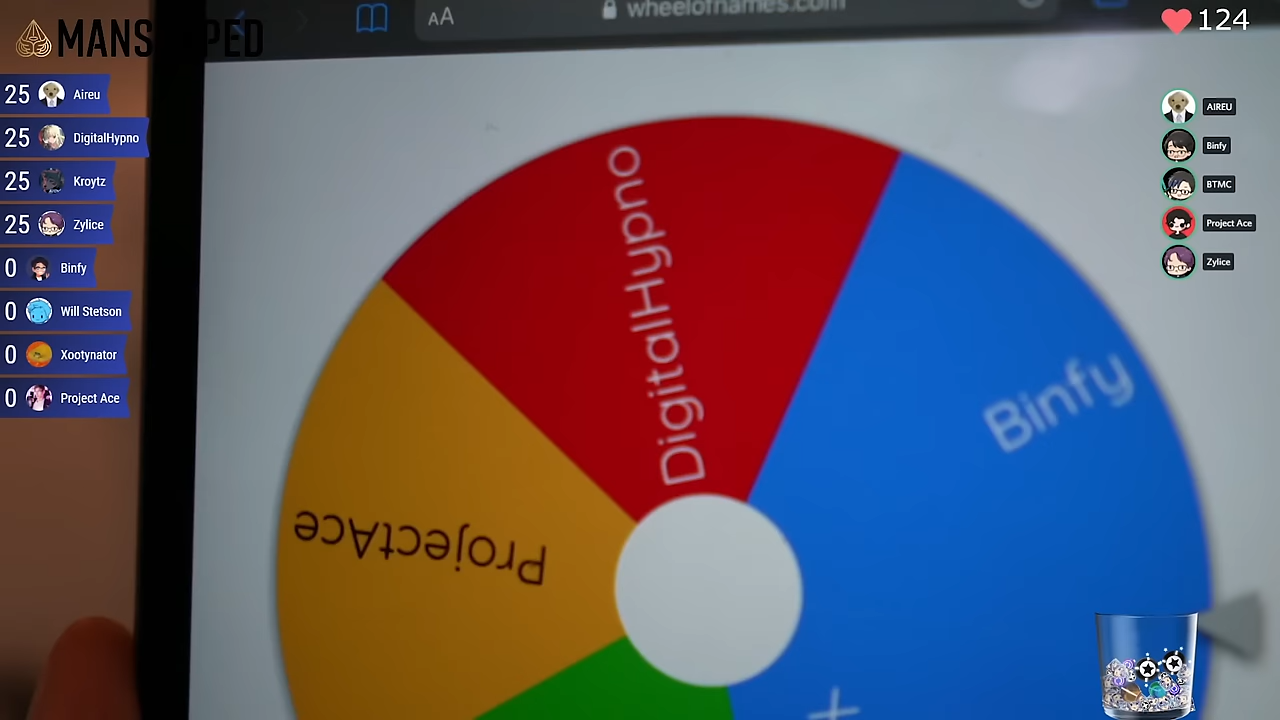 MANSCAPED
AA
wheelofnames.com
124
25 Aireu
25 DigitalHypno
25 Kroytz
25 Zylice
0 Binfy
0 Will Stetson
0 Xootynator
0 Project Ace
AIREU
Binfy
BTMC
Project Ace
Zylice
DigitalHypno
Binfy
ProjectAce